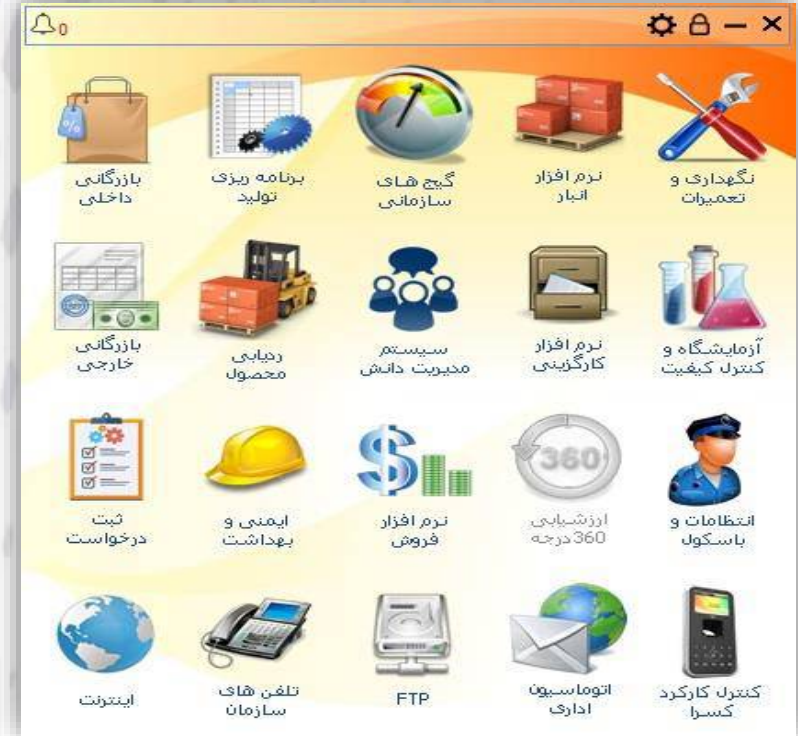 0
نگهداری و
تعمیرات
نرم افزار
انبار
گیج های
سازمانی
برنامه ریزی
تولید
%
بازرگانی
داخلی
آزمایشگاه و
کنترل کیفیت
نرم افزار
کارگزینی
سیستم
مدیریت دانش
ردیابی
محصول
بازرگانی
خارجی
انتظامات و
باسکول
360
ارزشیابی
360درجه
$
نرم افزار
فروش
ایمنی و
بهداشت
ثبت
درخواست
کنترل کارکرد
کسرا
اتوماسیون
اداری
FTP
تلفن های
سازمان
اینترنت